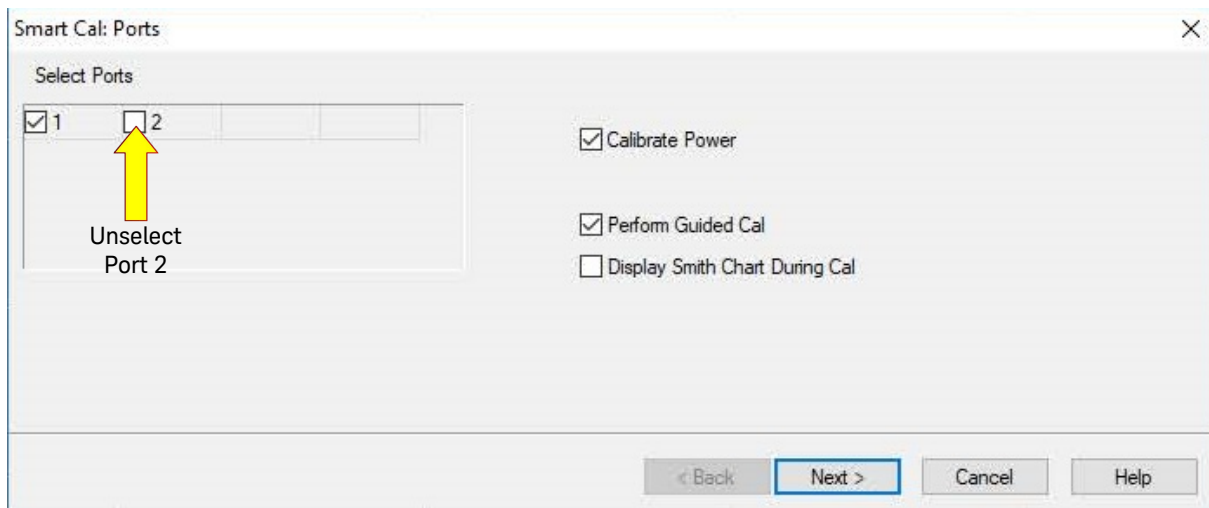 Smart Cal: Ports
Select Ports
1 2
Calibrate Power
Unselect
Port 2
Perform Guided Cal
Display Smith Chart During Cal
< Back Next > Cancel Help